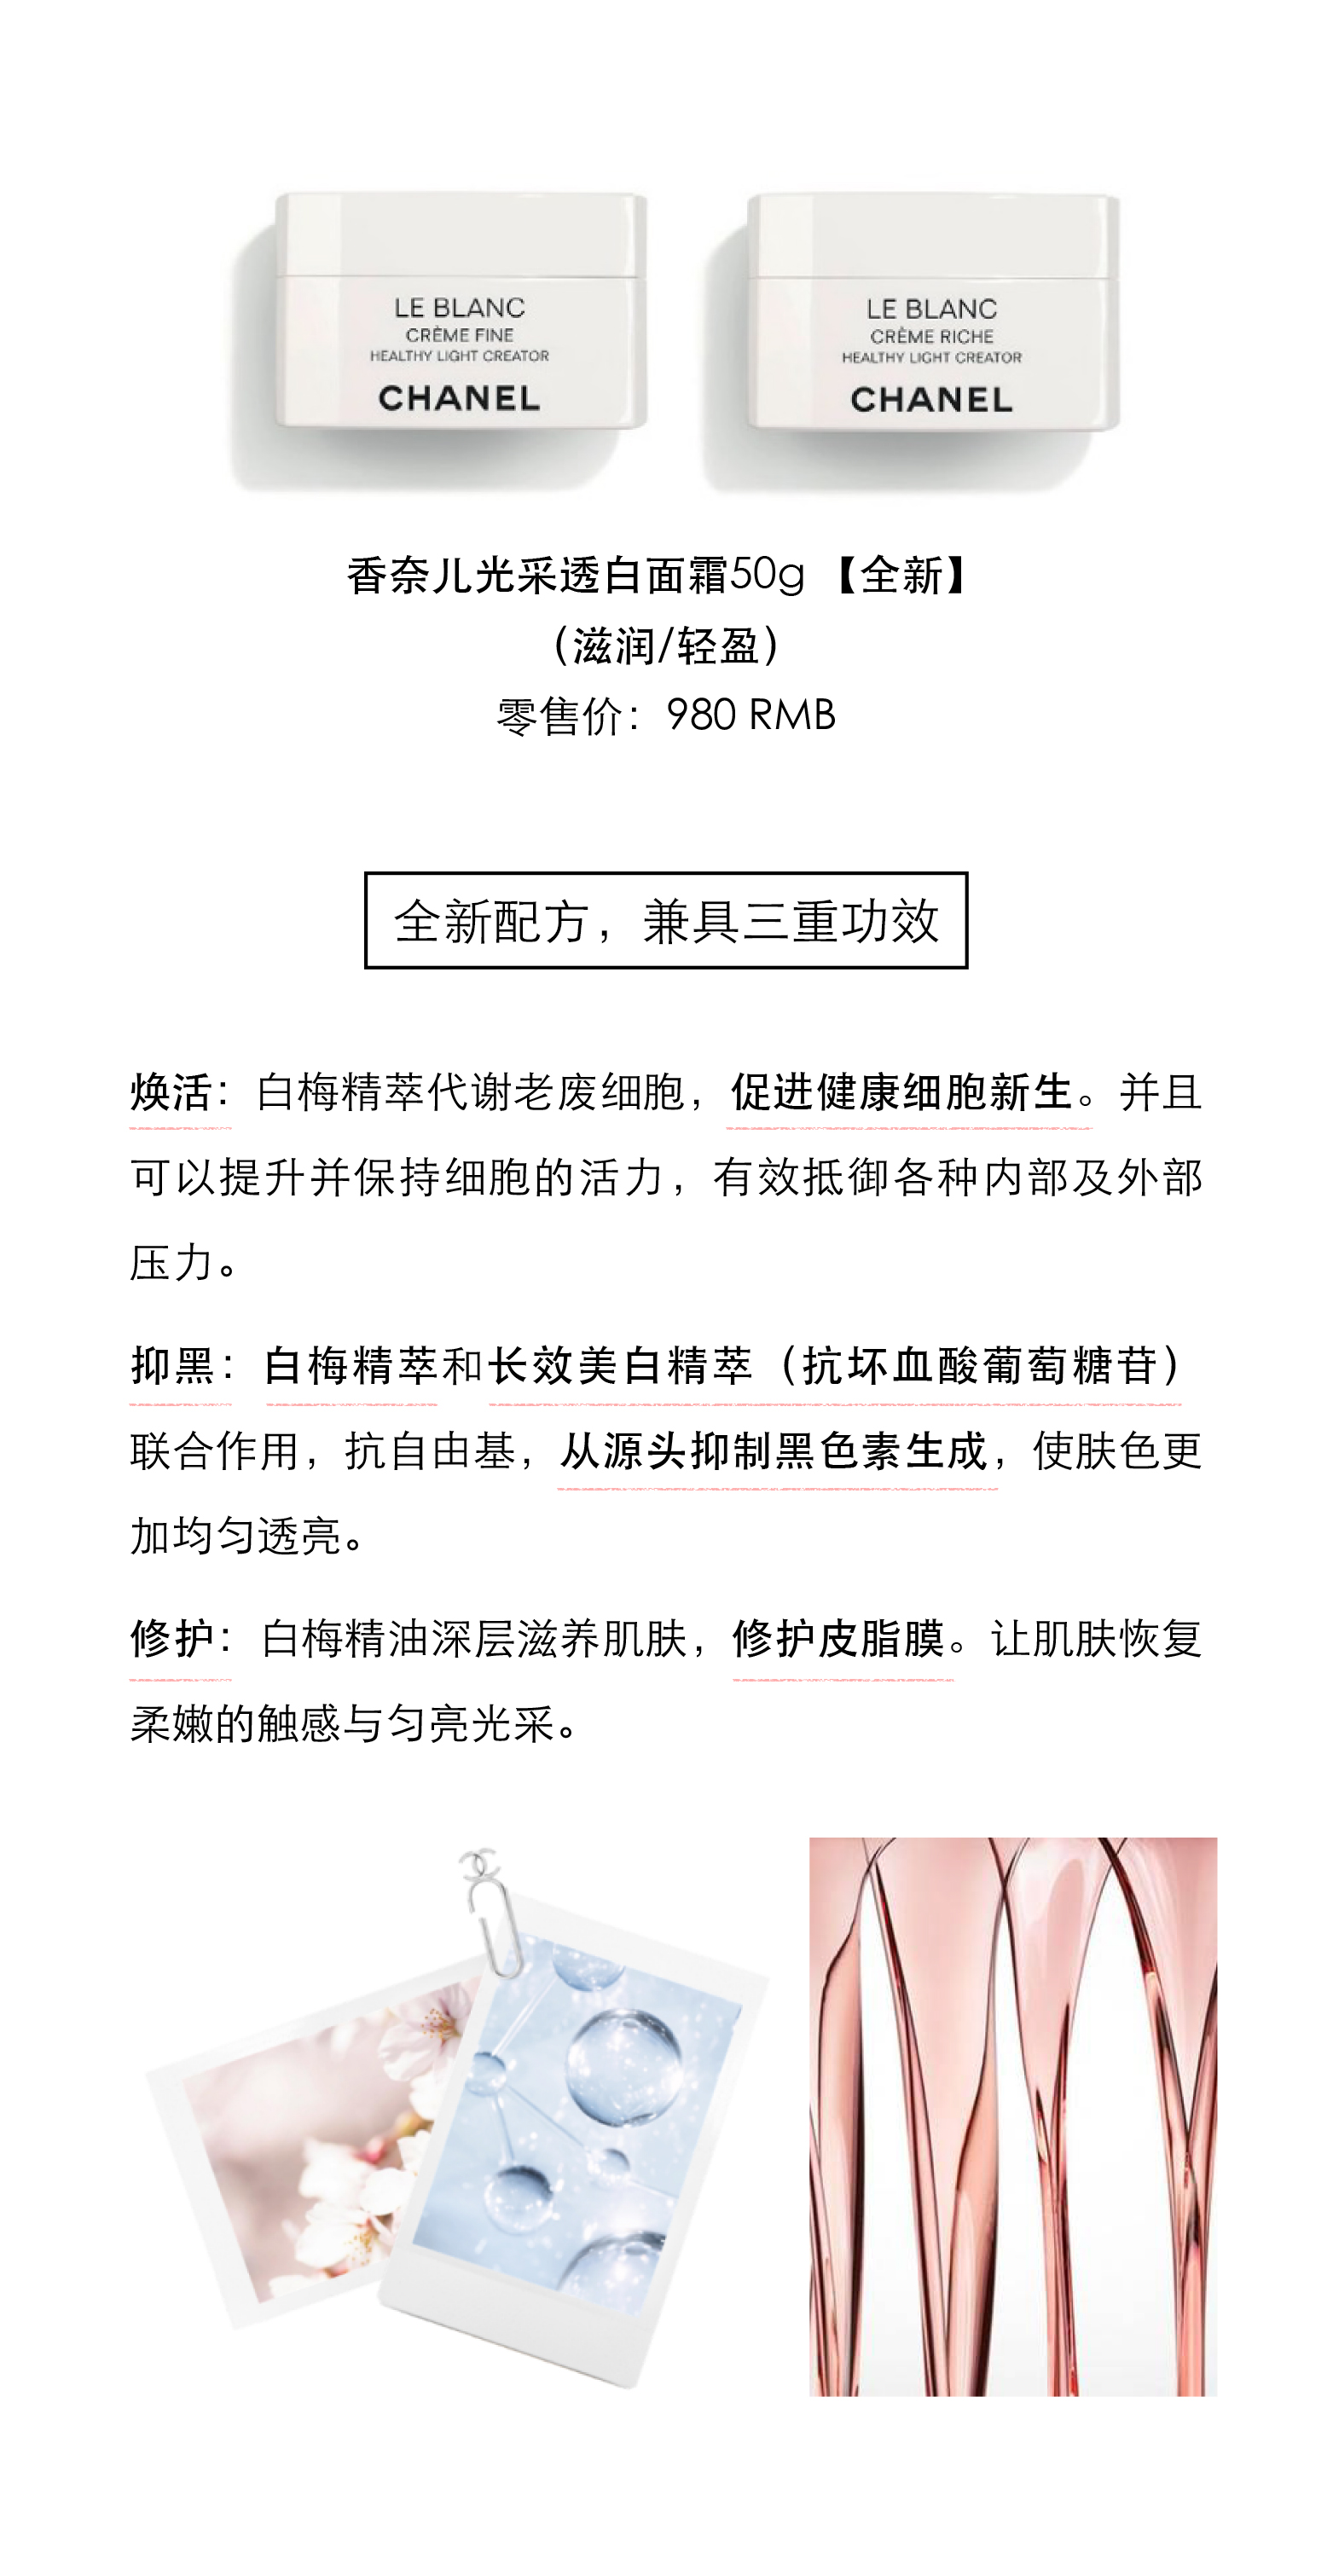 LE BLANC
CRÈME FINE
HEALTHY LIGHT CREATOR
CHANEL
LE BLANC
CRÈME RICHE
HEALTHY LIGHT CREATOR
CHANEL
香奈儿光采透白面霜50g【全新】
（滋润/轻盈）
零售价：980 RMB
全新配方，兼具三重功效
焕活：白梅精萃代谢老废细胞，促进健康细胞新生。并且
可以提升并保持细胞的活力，有效抵御各种内部及外部
压力。
抑黑：白梅精萃和长效美白精萃（抗坏血酸葡萄糖苷）
联合作用，抗自由基，从源头抑制黑色素生成，使肤色更
加均匀透亮。
修护：白梅精油深层滋养肌肤，修护皮脂膜。让肌肤恢复
柔嫩的触感与匀亮光采。